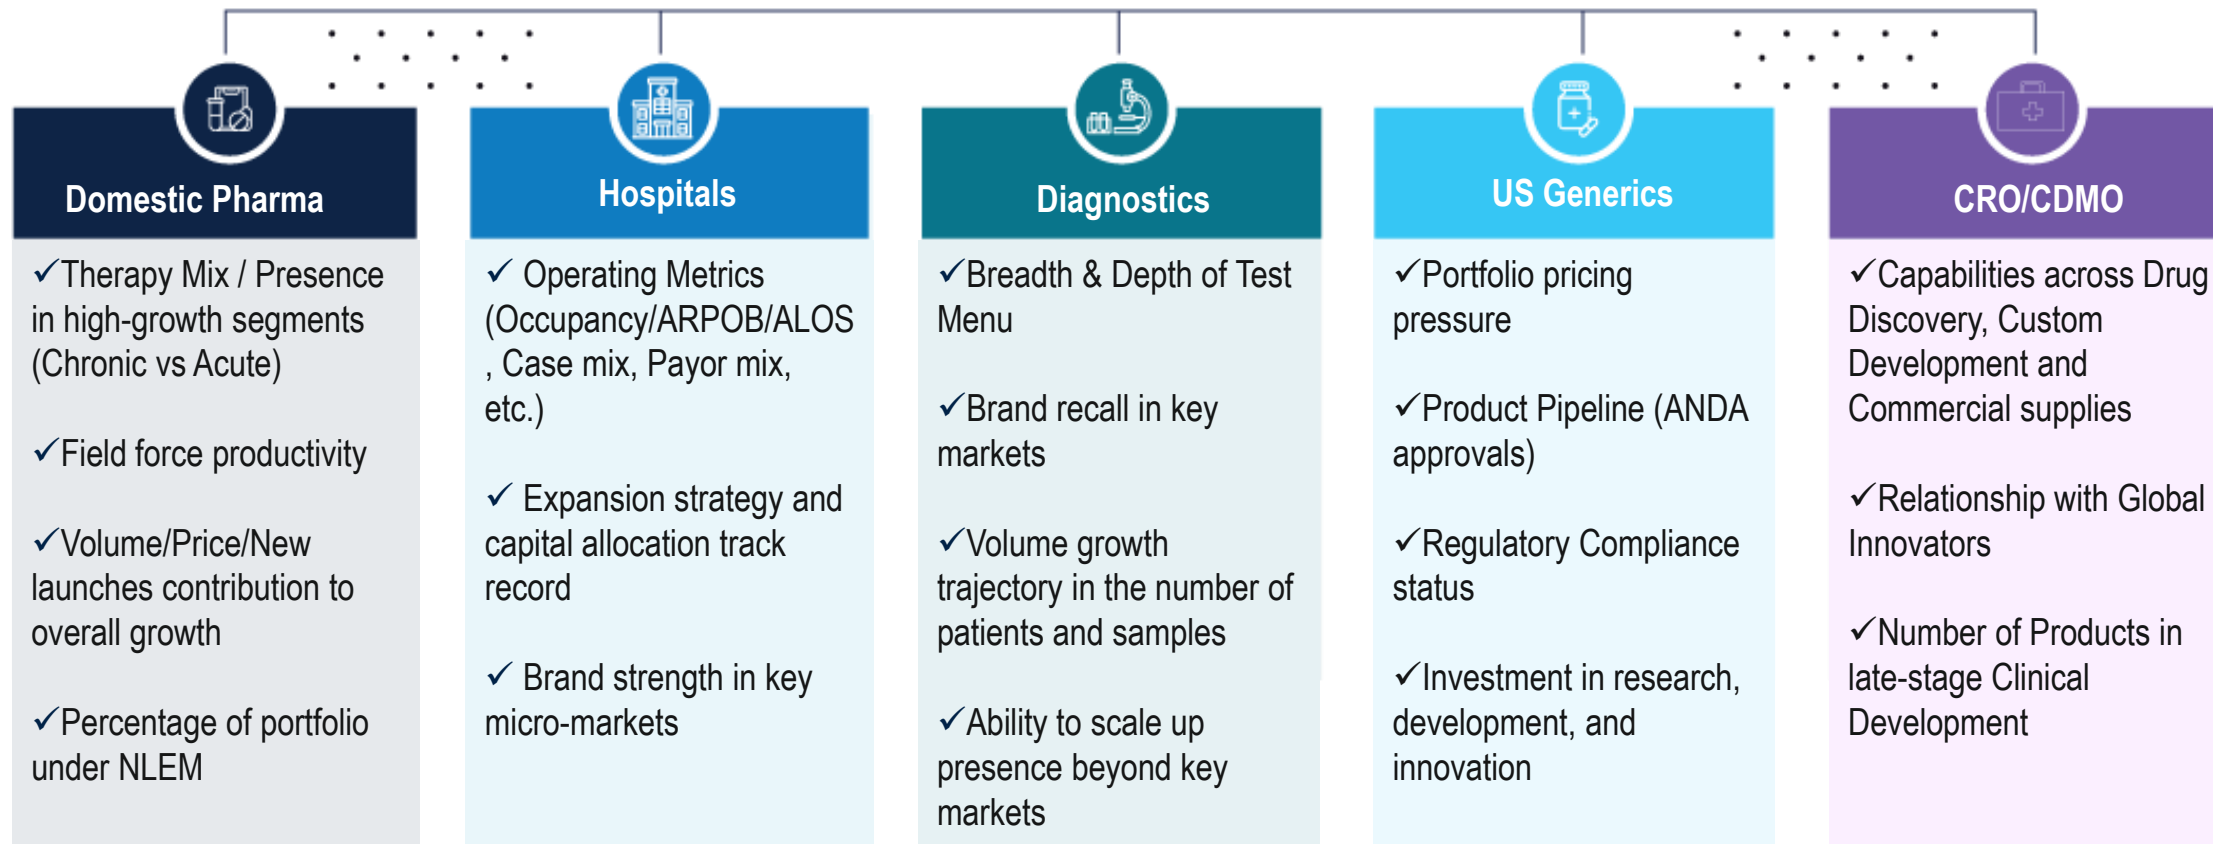 Domestic Pharma
✓Therapy Mix / Presence
in high-growth segments
(Chronic vs Acute)
✓Field force productivity
✓Volume/Price/New
launches contribution to
overall growth
✓Percentage of portfolio
under NLEM
Hospitals
✓ Operating Metrics
(Occupancy/ARPOB/ALOS
, Case mix, Payor mix,
etc.)
✓ Expansion strategy and
capital allocation track
record
✓ Brand strength in key
micro-markets
Diagnostics
✓Breadth & Depth of Test
Menu
✓Brand recall in key
markets
✓Volume growth
trajectory in the number of
patients and samples
✓Ability to scale up
presence beyond key
markets
US Generics
✓Portfolio pricing
pressure
✓Product Pipeline (ANDA
approvals)
✓Regulatory Compliance
status
✓Investment in research,
development, and
innovation
CRO/CDMO
✓Capabilities across Drug
Discovery, Custom
Development and
Commercial supplies
✓Relationship with Global
Innovators
✓Number of Products in
late-stage Clinical
Development